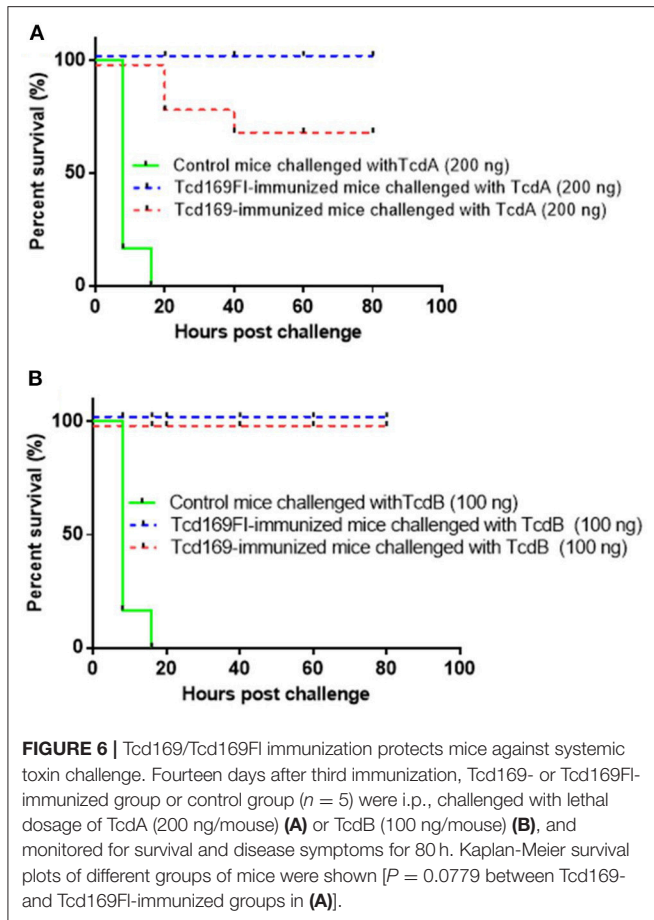 A
Percent survival (%)
100
50
0
Control mice challenged withTcdA (200 ng)
Tcd169FI-immunized mice challenged with TcdA (200 ng)
Tcd169-immunized mice challenged with TcdA (200 ng)
0 20 40 60 80 100
Hours post challenge
B
Percent survival (%)
100
50
0
Control mice challenged withTcdB (100 ng)
Tcd169FI-immunized mice challenged with TcdB (100 ng)
Tcd169-immunized mice challenged with TcdB (100 ng)
0 20 40 60 80 100
Hours post challenge
FIGURE 6 | Tcd169/Tcd169FI immunization protects mice against systemic
toxin challenge. Fourteen days after third immunization, Tcd169- or Tcd169FI-
immunized group or control group (n = 5) were i.p., challenged with lethal
dosage of TcdA (200 ng/mouse) (A) or TcdB (100 ng/mouse) (B), and
monitored for survival and disease symptoms for 80 h. Kaplan-Meier survival
plots of different groups of mice were shown [P = 0.0779 between Tcd169-
and Tcd169FI-immunized groups in (A)].